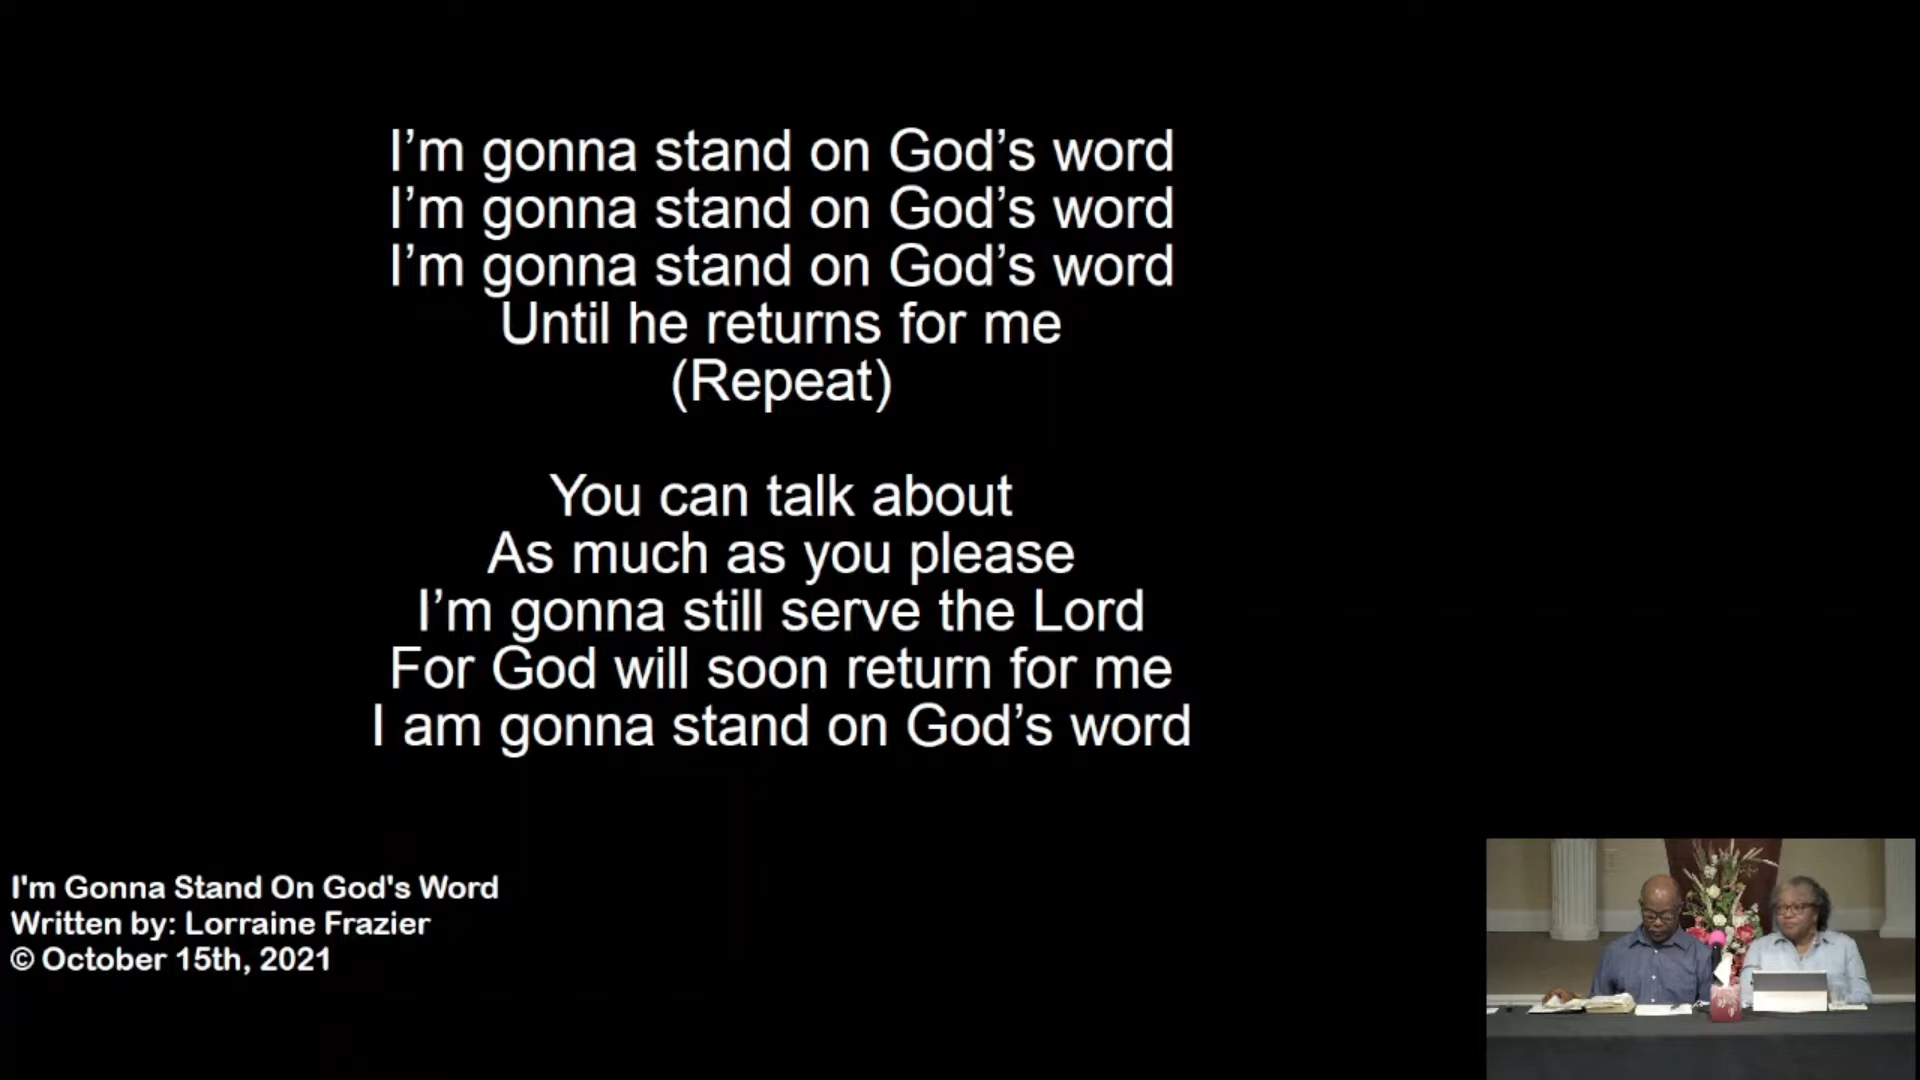 I’m gonna stand on God’s word
I’m gonna stand on God’s word
I’m gonna stand on God’s word
Until he returns for me
(Repeat)
You can talk about
As much as you please
I’m gonna still serve the Lord
For God will soon return for me
I am gonna stand on God’s word
I'm Gonna Stand On God's Word
Written by: Lorraine Frazier
© October 15th, 2021